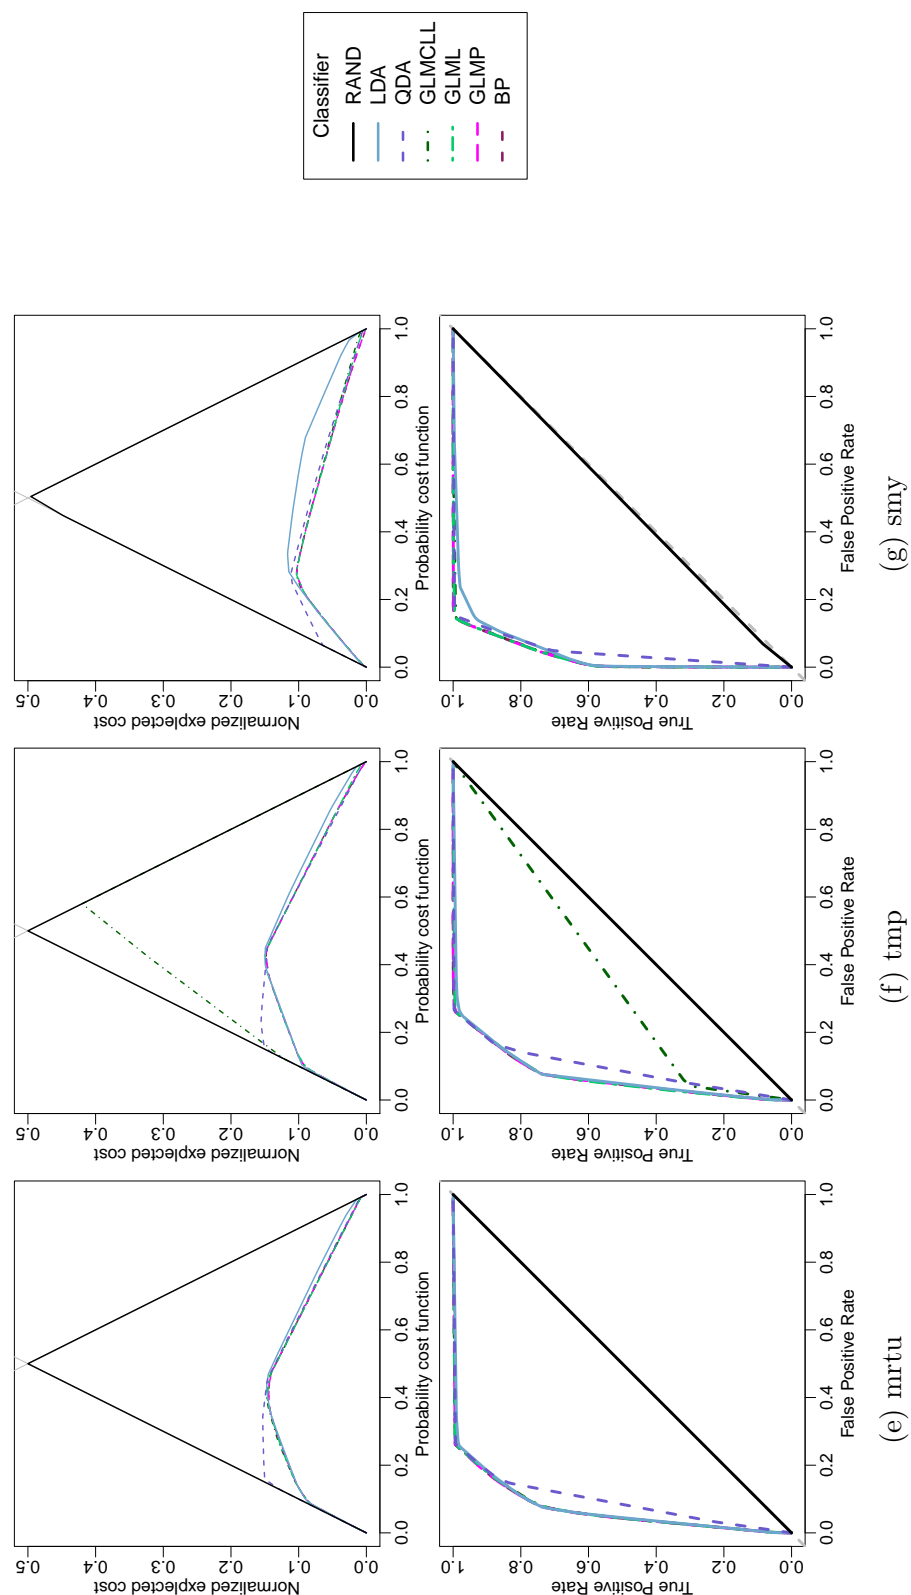 Normalized explected cost
0.5
0.4
0.3
0.2
0.1
0.0
0.0 0.2 0.4 0.6 0.8 1.0
Probability cost function
True Positive Rate
1.0
0.8
0.6
0.4
0.2
0.0
0.0 0.2 0.4 0.6 0.8 1.0
False Positive Rate
(e) mrtu
Normalized explected cost
0.5
0.4
0.3
0.2
0.1
0.0
0.0 0.2 0.4 0.6 0.8 1.0
Probability cost function
True Positive Rate
1.0
0.8
0.6
0.4
0.2
0.0
0.0 0.2 0.4 0.6 0.8 1.0
False Positive Rate
(f) tmp
Normalized explected cost
0.5
0.4
0.3
0.2
0.1
0.0
0.0 0.2 0.4 0.6 0.8 1.0
Probability cost function
True Positive Rate
1.0
0.8
0.6
0.4
0.2
0.0
0.0 0.2 0.4 0.6 0.8 1.0
False Positive Rate
(g) smy
Classifier
RAND
LDA
QDA
GLMCLL
GLML
GLMP
BP